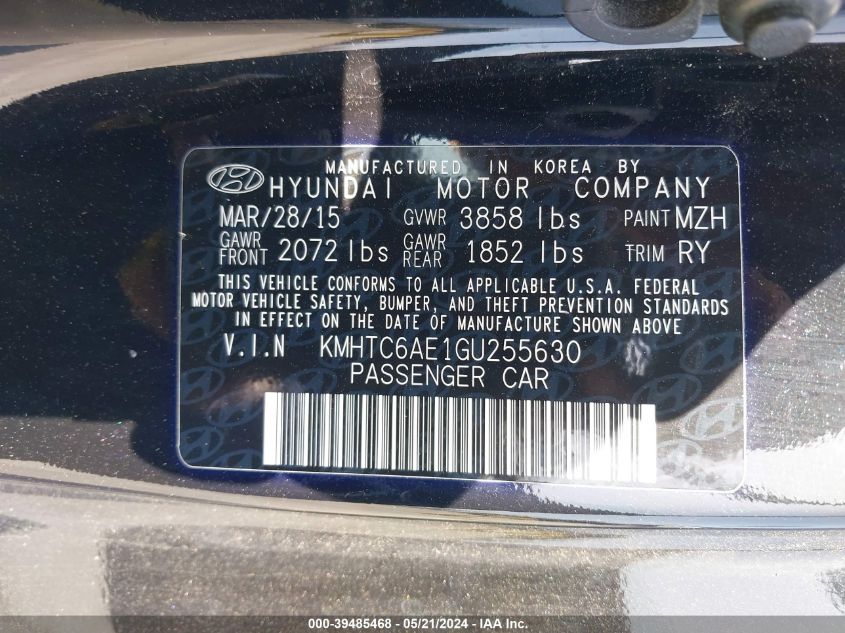 MANUFACTURED IN KOREA BY
HYUNDAI MOTOR COMPANY
MAR/28/15 GVWR 3858 lbs PAINT MZH
GAWR FRONT 2072 lbs GAWR REAR 1852 lbs TRIM RY
THIS VEHICLE CONFORMS TO ALL APPLICABLE U.S.A. FEDERAL
MOTOR VEHICLE SAFETY, BUMPER, AND THEFT PREVENTION STANDARDS
IN EFFECT ON THE DATE OF MANUFACTURE SHOWN ABOVE
V.I.N KMHTC6AE1GU255630
PASSENGER CAR
000-39485468 - 05/21/2024 - IAAI Inc.